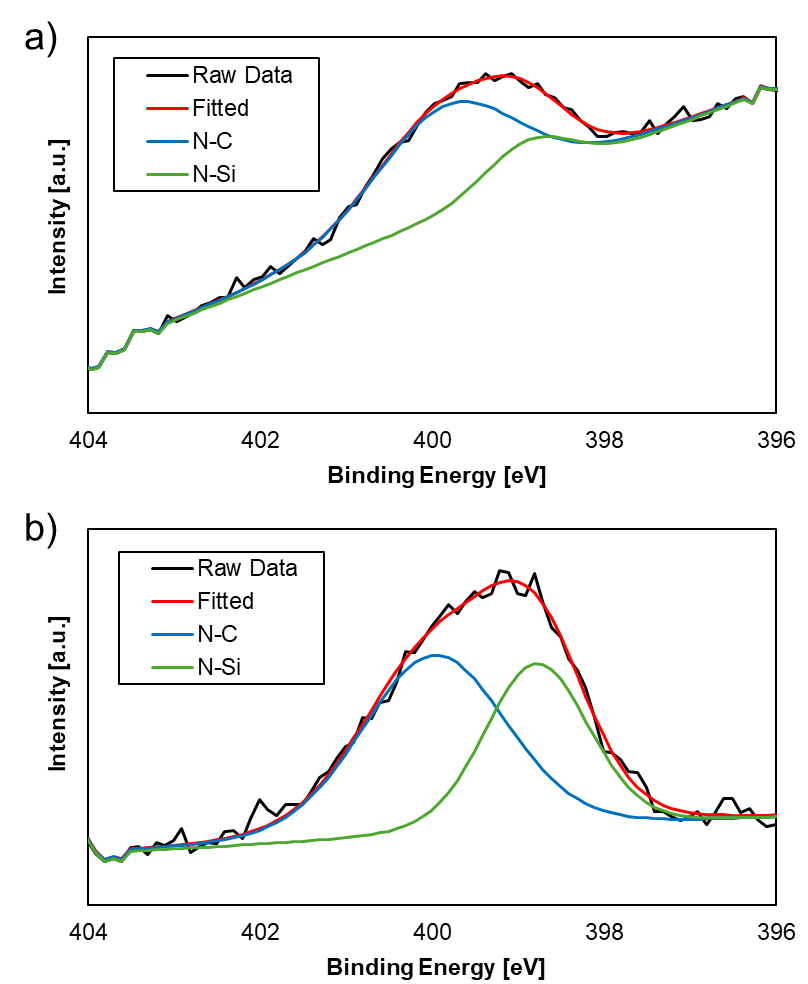 a)
Raw Data
Fitted
N-C
N-Si
Intensity [a.u.]
404 402 400 398 396
Binding Energy [eV]
b)
Raw Data
Fitted
N-C
N-Si
Intensity [a.u.]
404 402 400 398 396
Binding Energy [eV]